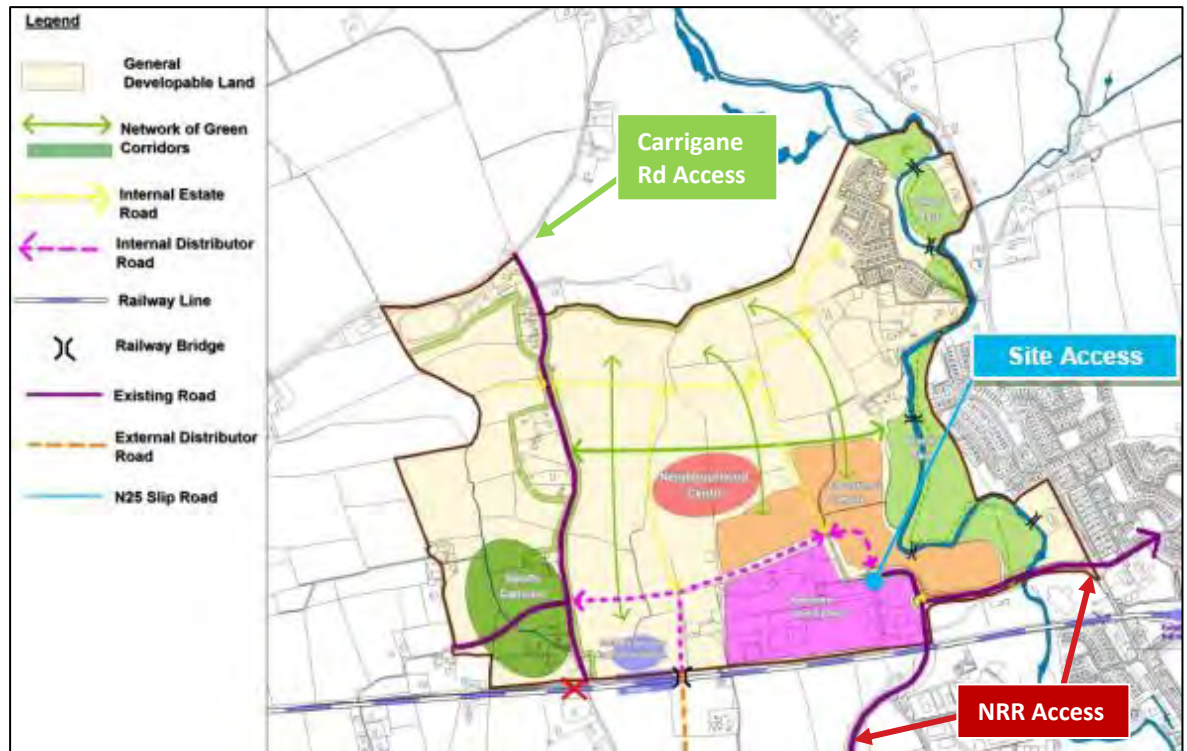 Legend
General
Developable Land
Network of Green
Corridors
Internal Estate
Road
Internal Distributor
Road
Railway Line
Railway Bridge
Existing Road
External Distributor
Road
N25 Slip Road
Carrigane
Rd Access
Site Access
Neighbourhood
Centre
NRR Access